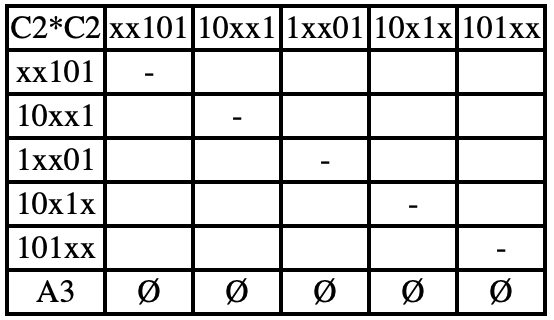 C2*C2 xx101 10xx1 1xx01 10x1x 101xx
xx101 -
10xx1 -
1xx01 -
10x1x -
101xx -
A3 Ø Ø Ø Ø Ø